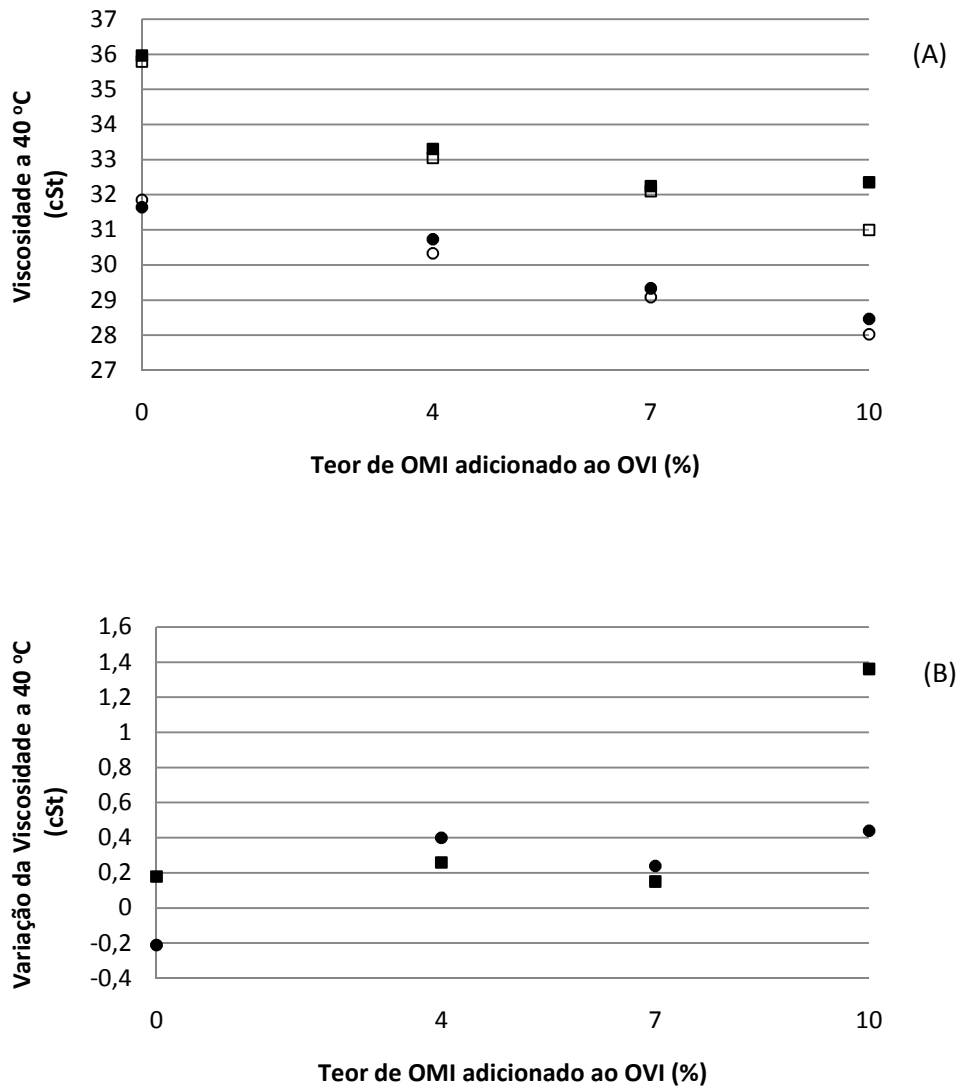 37
36
35
34
33
32
31
30
29
28
27
Viscosidade a 40 ºC
(cSt)
(A)
0 4 7 10
Teor de OMI adicionado ao OVI (%)
1,6
1,4
1,2
1
0,8
0,6
0,4
0,2
0
-0,2
-0,4
Variação da Viscosidade a 40 ºC
(cSt)
(B)
0 4 7 10
Teor de OMI adicionado ao OVI (%)